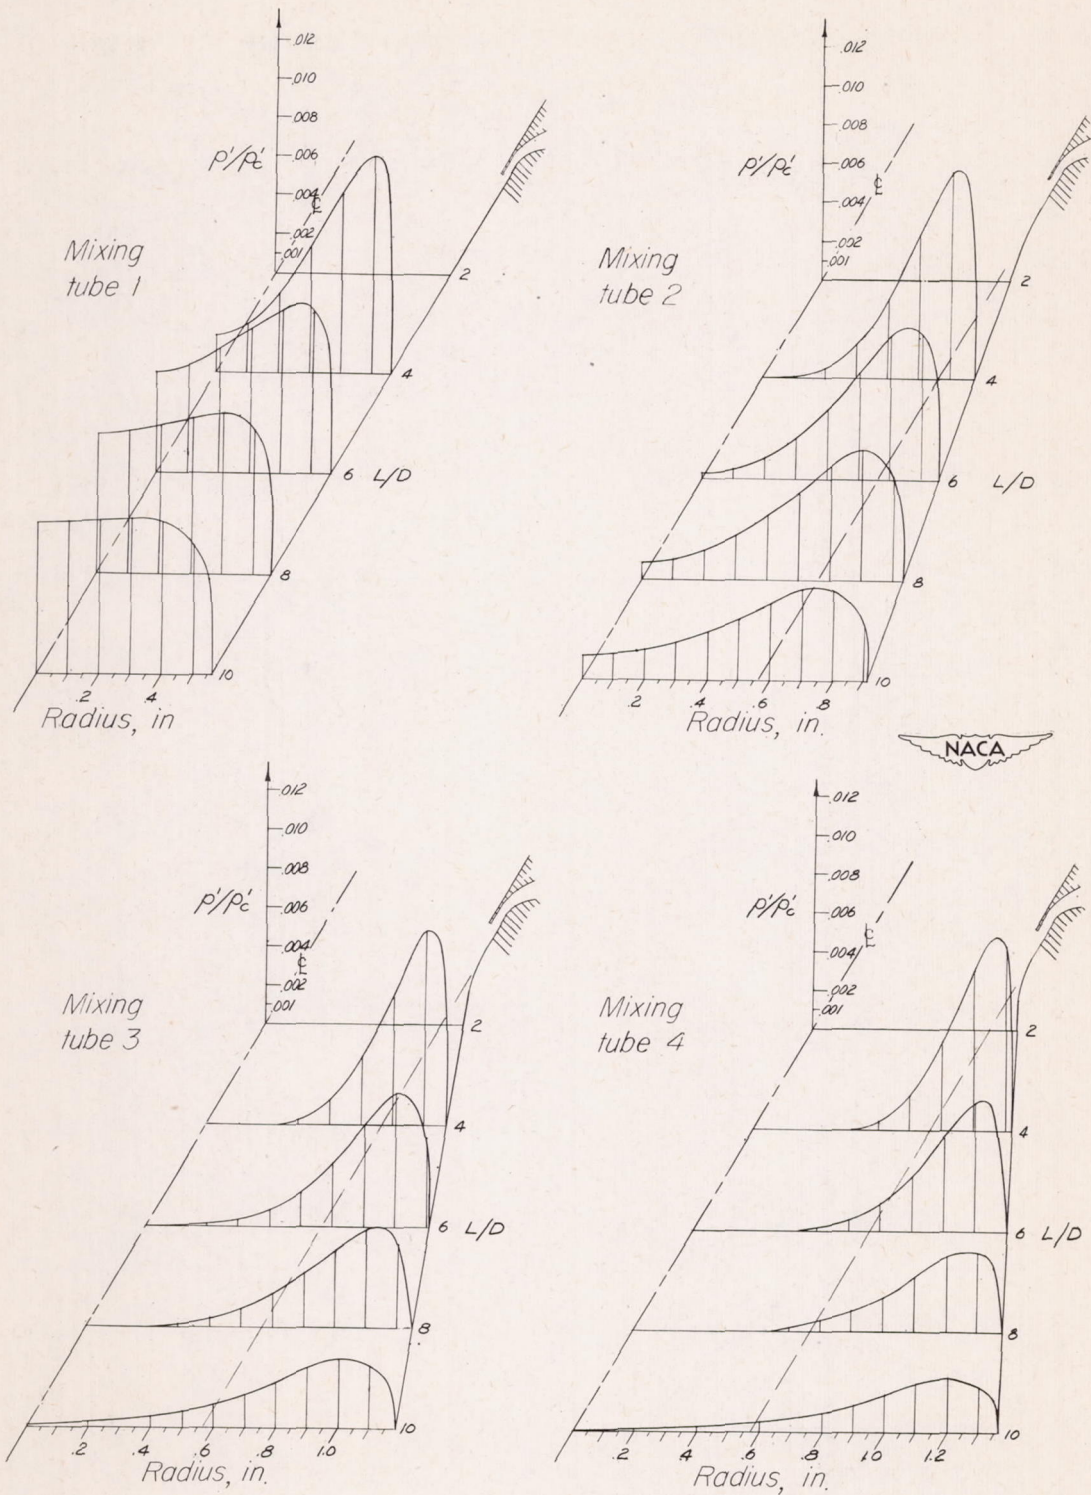 .012
.010
.008
p'/p'c
.006
.004
℄
.002
.001
Mixing
tube 1
2
4
6 L/D
8
10
.2 .4
Radius, in
.012
.010
.008
p'/p'c
.006
.004
℄
.002
.001
Mixing
tube 2
2
4
6 L/D
8
10
.2 .4 .6 .8
Radius, in.
NACA
.012
.010
.008
p'/p'c
.006
.004
℄
.002
.001
Mixing
tube 3
2
4
6 L/D
8
10
.2 .4 .6 .8 1.0
Radius, in.
.012
.010
.008
p'/p'c
.006
.004
℄
.002
.001
Mixing
tube 4
2
4
6 L/D
8
10
.2 .4 .6 .8 1.0 1.2
Radius, in.